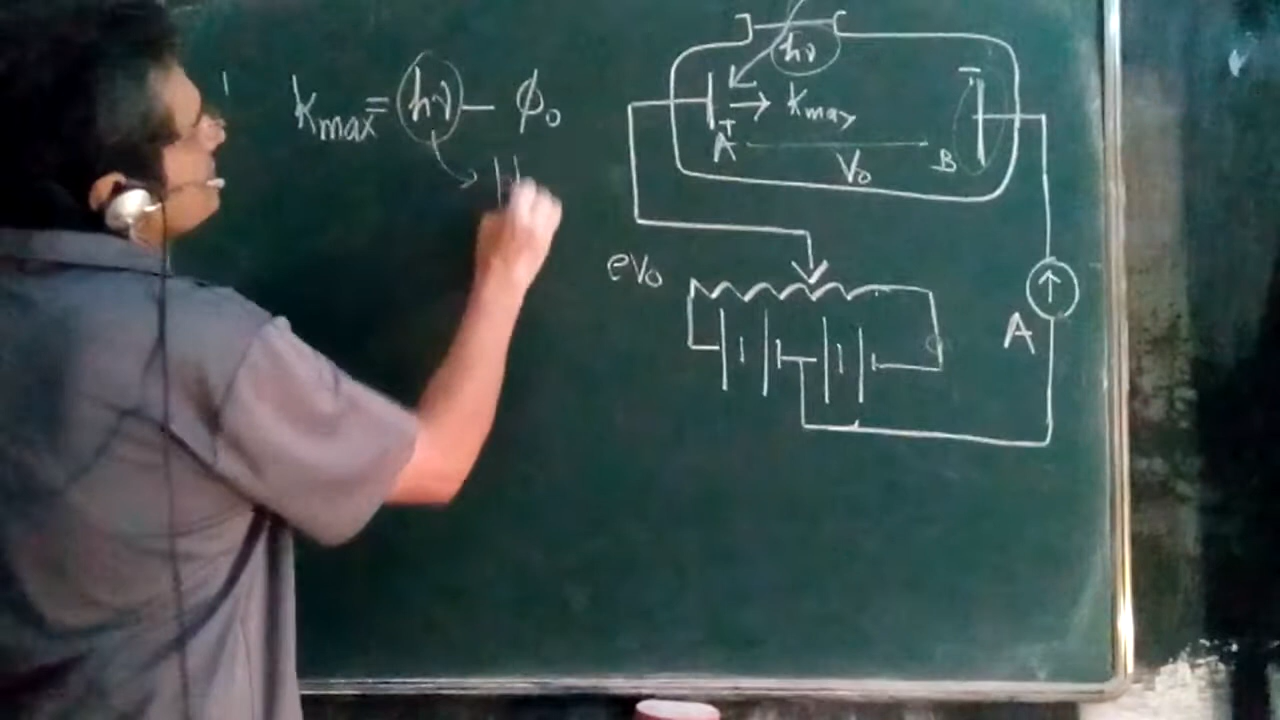 Kmax = hν — ϕ₀
hν
Kmax
+
−
A
V₀
B
eV₀
A